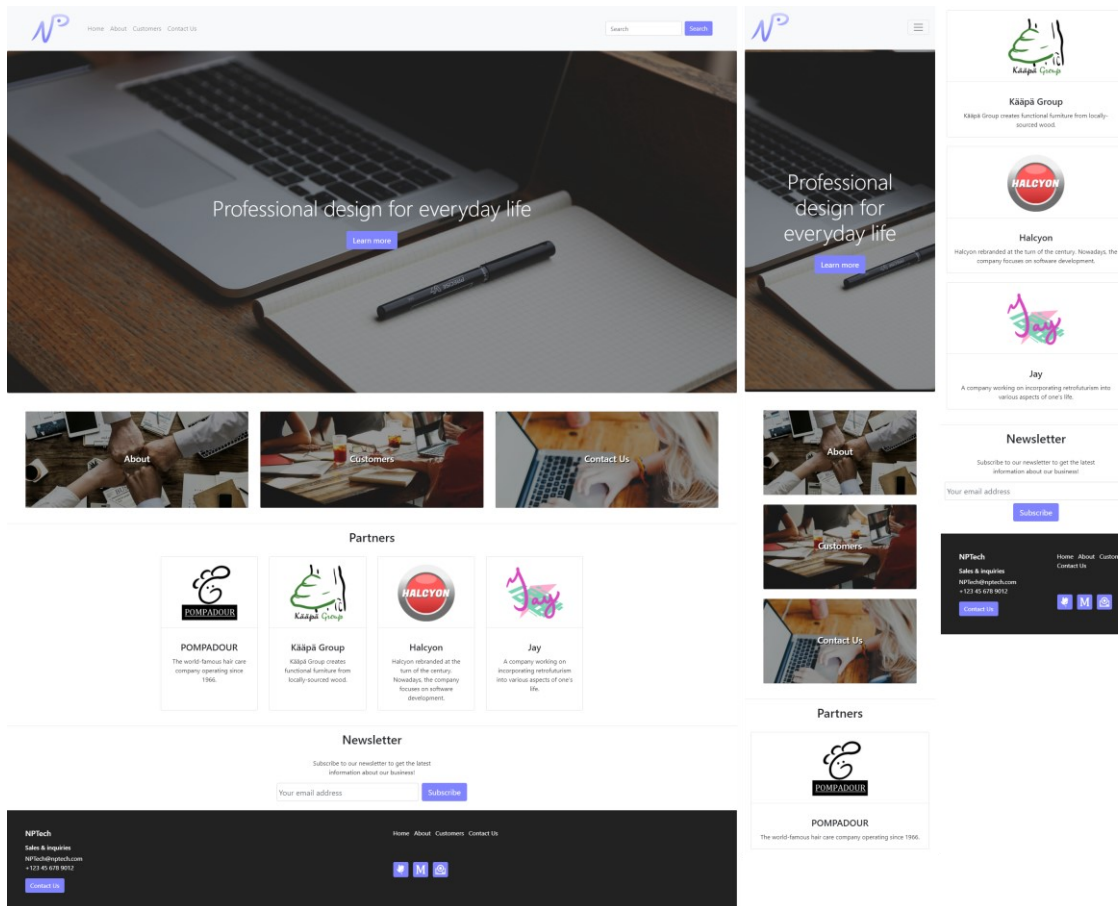 NP
Home About Customers Contact Us
Search
Search
Professional design for everyday life
Learn more
About
Customers
Contact Us
Partners
POMPADOUR
Kääpä Group
HALCYON
Jay
POMPADOUR
The world-famous hair care
company operating since
1966.
Kääpä Group
Kääpä Group creates
functional furniture from
locally-sourced wood.
Halcyon
Halcyon rebranded at the
turn of the century.
Nowadays, the company
focuses on software
development.
Jay
A company working on
incorporating retrofuturism
into various aspects of one's
life.
Newsletter
Subscribe to our newsletter to get the latest
information about our business!
Your email address
Subscribe
NPTech
Sales & inquiries
NPTech@nptech.com
+123 45 678 9012
Contact Us
Home About Customers Contact Us
M
NP
Professional
design for
everyday life
Learn more
About
Customers
Contact Us
Partners
POMPADOUR
POMPADOUR
The world-famous hair care company operating since 1966.
Kääpä Group
Kääpä Group
Kääpä Group creates functional furniture from locally-
sourced wood.
HALCYON
Halcyon
Halcyon rebranded at the turn of the century. Nowadays, the
company focuses on software development.
Jay
Jay
A company working on incorporating retrofuturism into
various aspects of one's life.
Newsletter
Subscribe to our newsletter to get the latest
information about our business!
Your email address
Subscribe
NPTech
Sales & inquiries
NPTech@nptech.com
+123 45 678 9012
Contact Us
Home About Custom
Contact Us
M